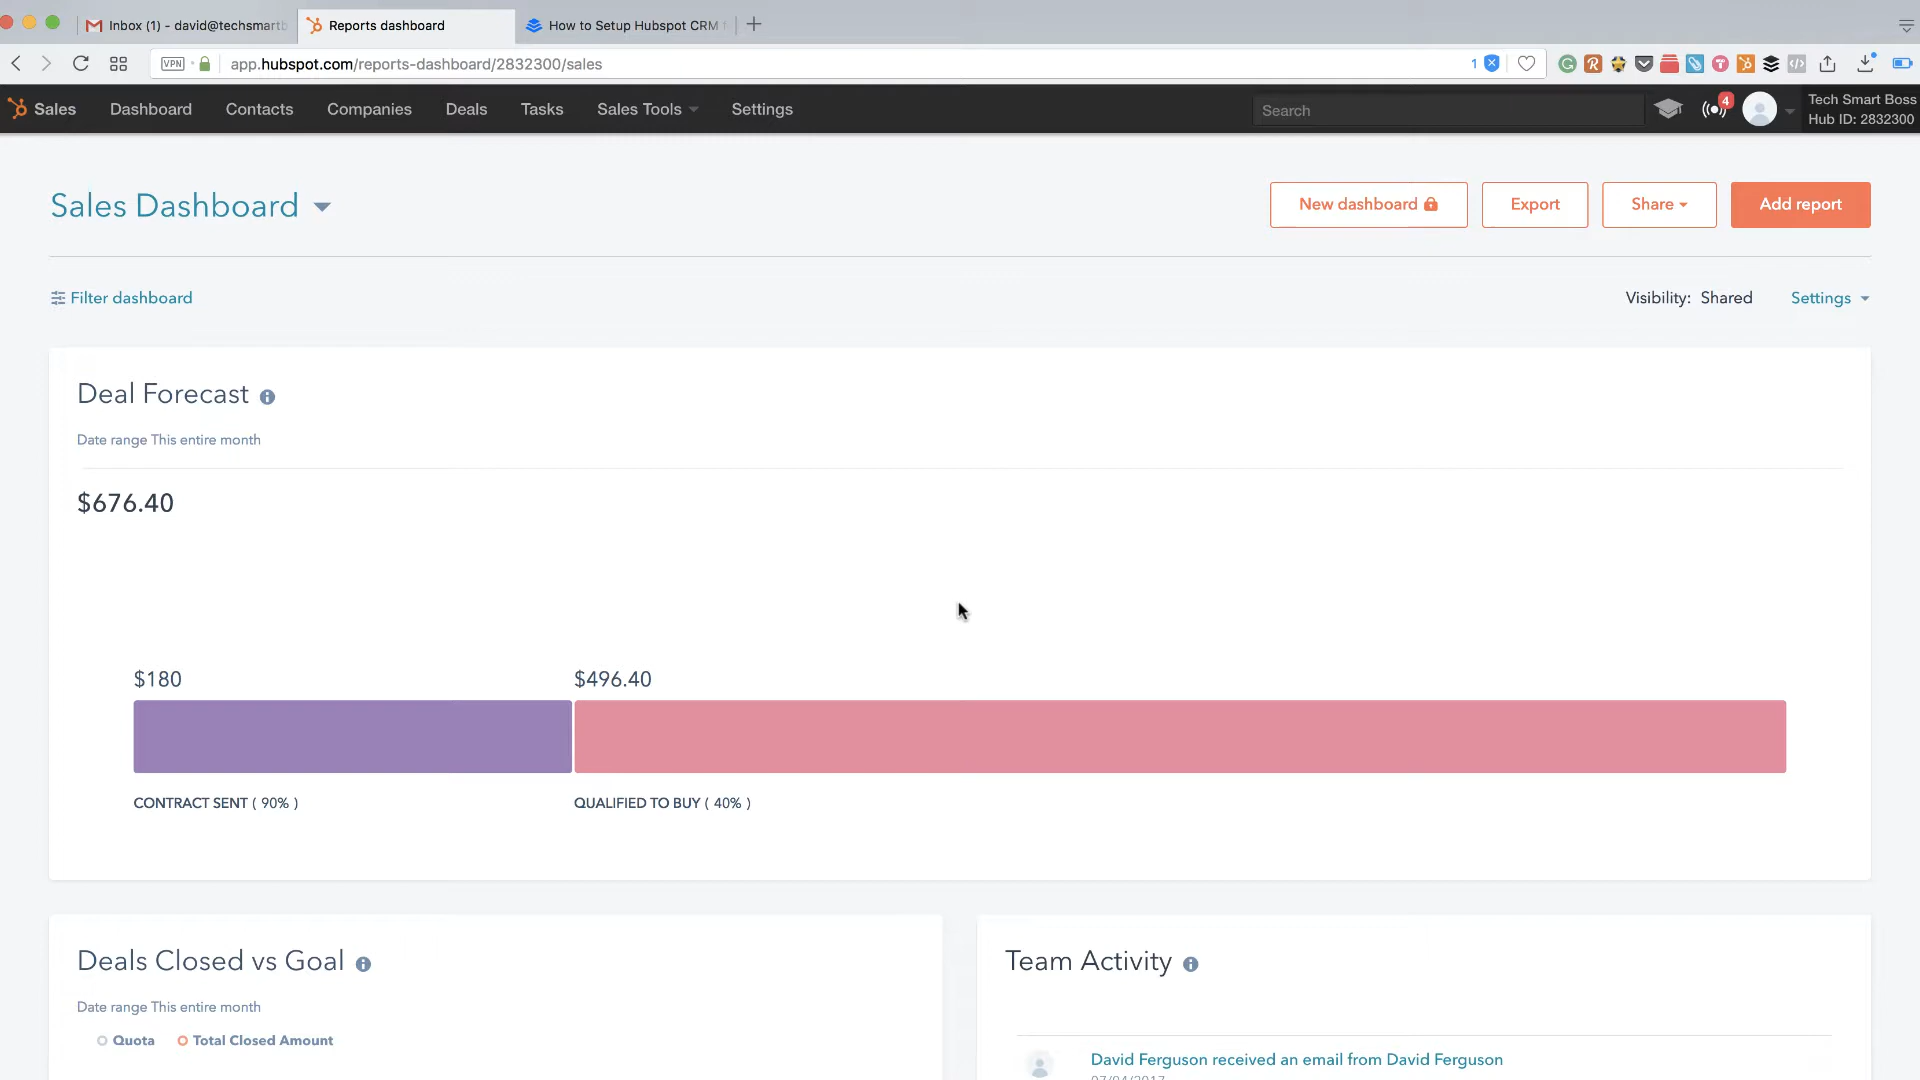 Inbox (1) - david@techsmartb
Reports dashboard
How to Setup Hubspot CRM f
VPN
app.hubspot.com/reports-dashboard/2832300/sales
1
Sales
Dashboard
Contacts
Companies
Deals
Tasks
Sales Tools
Settings
Search
4
Tech Smart Boss
Hub ID: 2832300
Sales Dashboard
New dashboard
Export
Share
Add report
Filter dashboard
Visibility: Shared
Settings
Deal Forecast
Date range This entire month
$676.40
$180
$496.40
CONTRACT SENT ( 90% )
QUALIFIED TO BUY ( 40% )
Deals Closed vs Goal
Date range This entire month
Quota
Total Closed Amount
Team Activity
David Ferguson received an email from David Ferguson